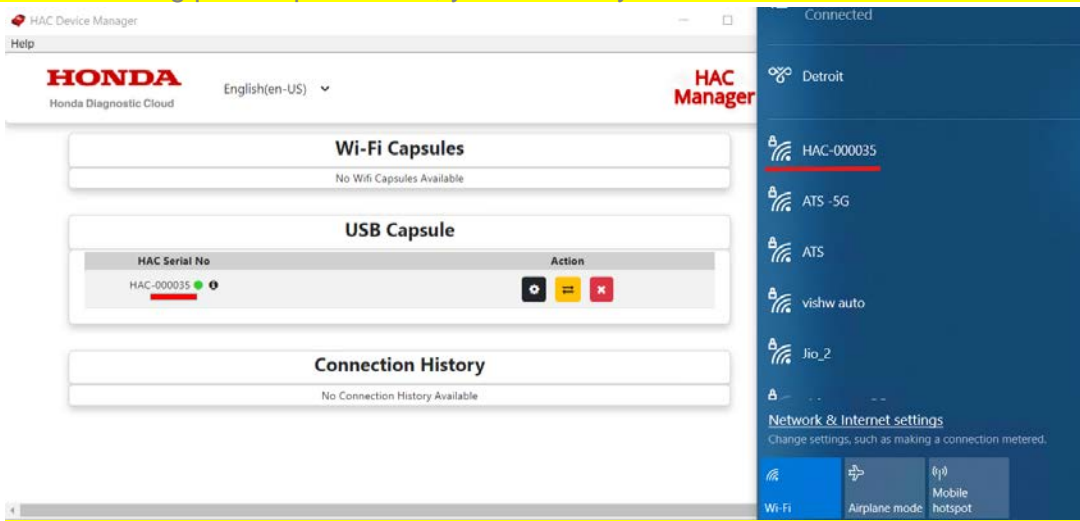 HAC Device Manager
Help
HONDA
Honda Diagnostic Cloud
English(en-US)
HAC
Manager
Wi-Fi Capsules
No Wifi Capsules Available
USB Capsule
HAC Serial No Action
HAC-000035
Connection History
No Connection History Available
Connected
Detroit
HAC-000035
ATS -5G
ATS
vishw auto
Jio_2
Network & Internet settings
Change settings, such as making a connection metered.
Wi-Fi
Airplane mode
Mobile
hotspot